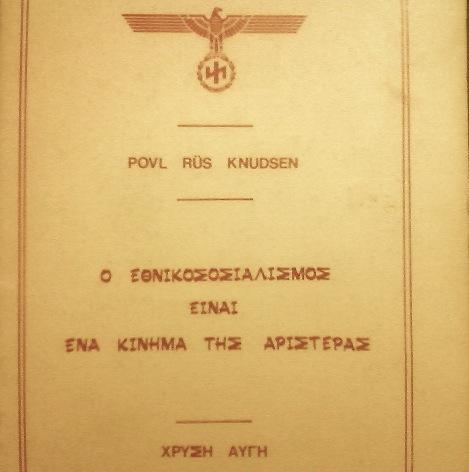 POVL RÜS KNUDSEN
Ο ΕΘΝΙΚΟΣΟΣΙΑΛΙΣΜΟΣ
ΕΙΝΑΙ
ΕΝΑ ΚΙΝΗΜΑ ΤΗΣ ΑΡΙΣΤΕΡΑΣ
ΧΡΥΣΗ ΑΥΓΗ